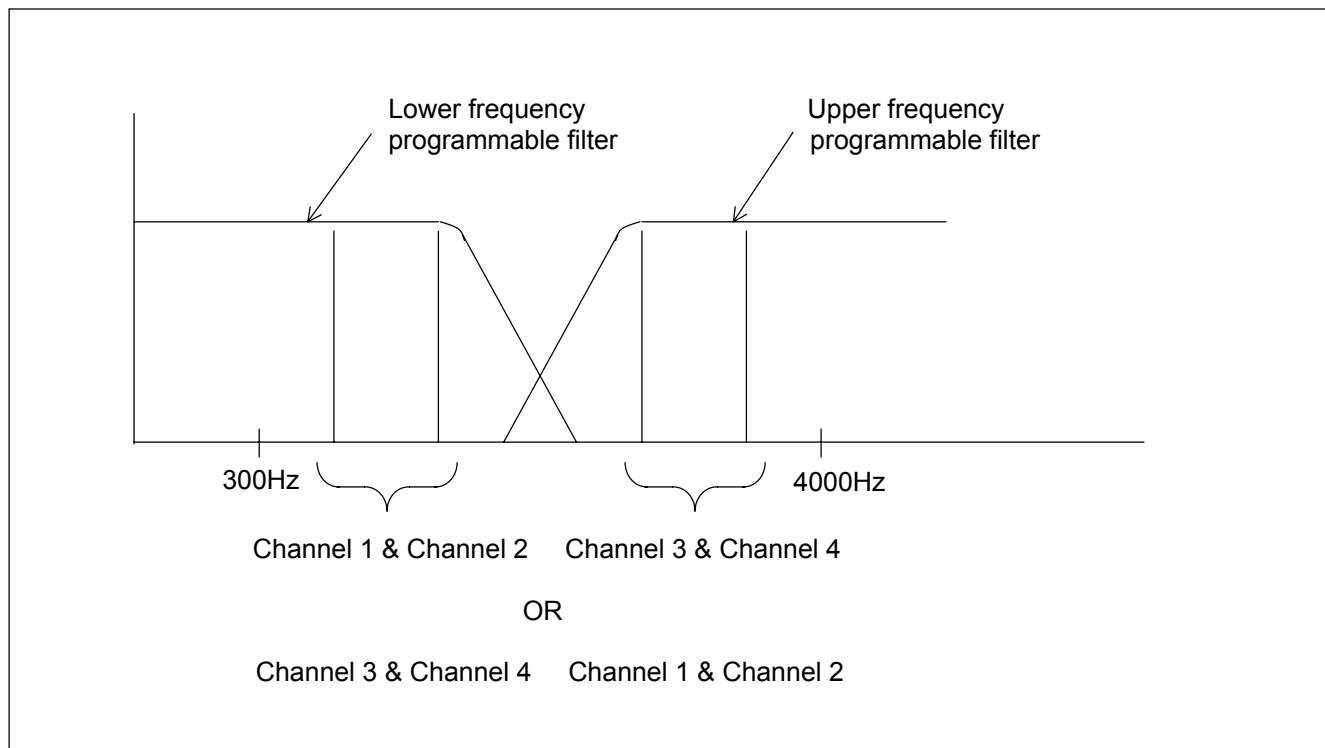 Lower frequency
programmable filter
Upper frequency
programmable filter
300Hz
4000Hz
Channel 1 & Channel 2
Channel 3 & Channel 4
OR
Channel 3 & Channel 4
Channel 1 & Channel 2